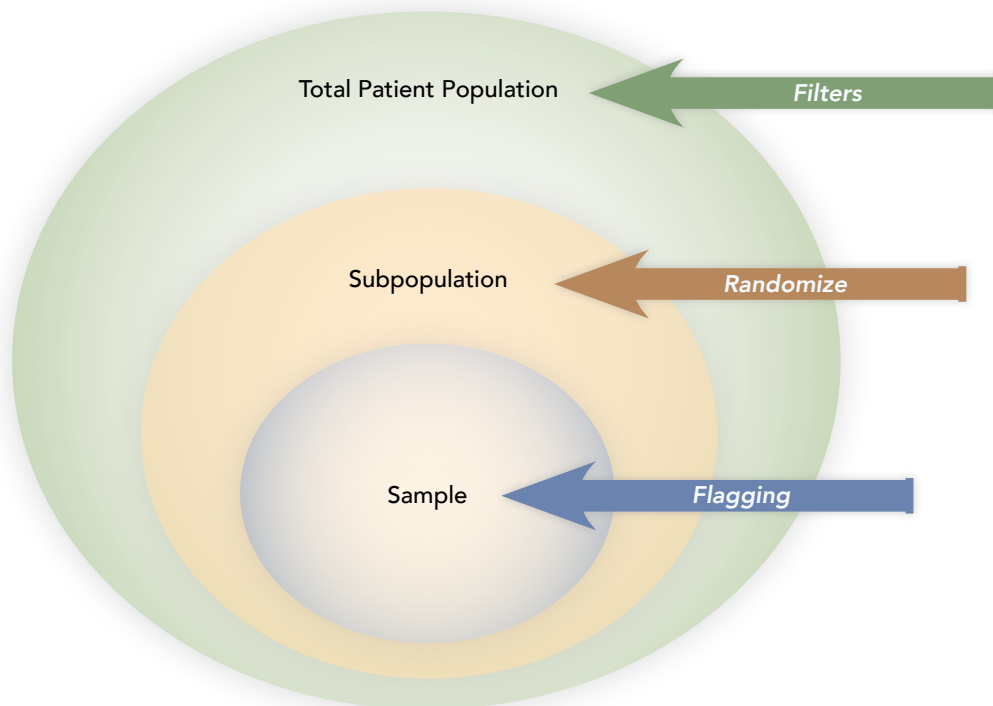 Total Patient Population
Filters
Subpopulation
Randomize
Sample
Flagging